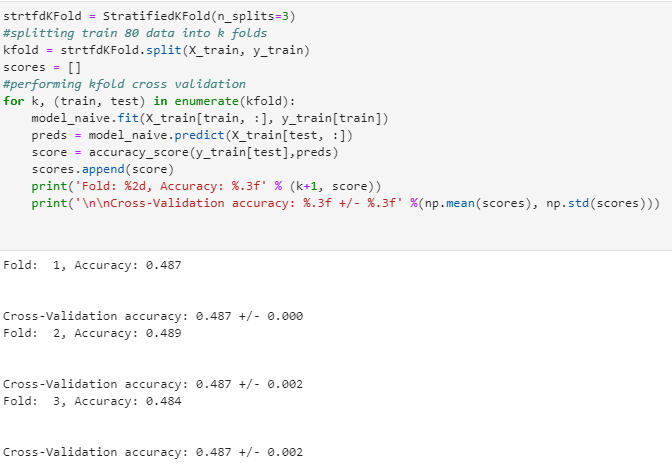 strtfdKFold = StratifiedKFold(n_splits=3)
#splitting train 80 data into k folds
kfold = strtfdKFold.split(X_train, y_train)
scores = []
#performing kfold cross validation
for k, (train, test) in enumerate(kfold):
    model_naive.fit(X_train[train, :], y_train[train])
    preds = model_naive.predict(X_train[test, :])
    score = accuracy_score(y_train[test],preds)
    scores.append(score)
    print('Fold: %2d, Accuracy: %.3f' % (k+1, score))
    print('\n\nCross-Validation accuracy: %.3f +/- %.3f' %(np.mean(scores), np.std(scores)))
Fold:  1, Accuracy: 0.487
Cross-Validation accuracy: 0.487 +/- 0.000
Fold:  2, Accuracy: 0.489
Cross-Validation accuracy: 0.487 +/- 0.002
Fold:  3, Accuracy: 0.484
Cross-Validation accuracy: 0.487 +/- 0.002